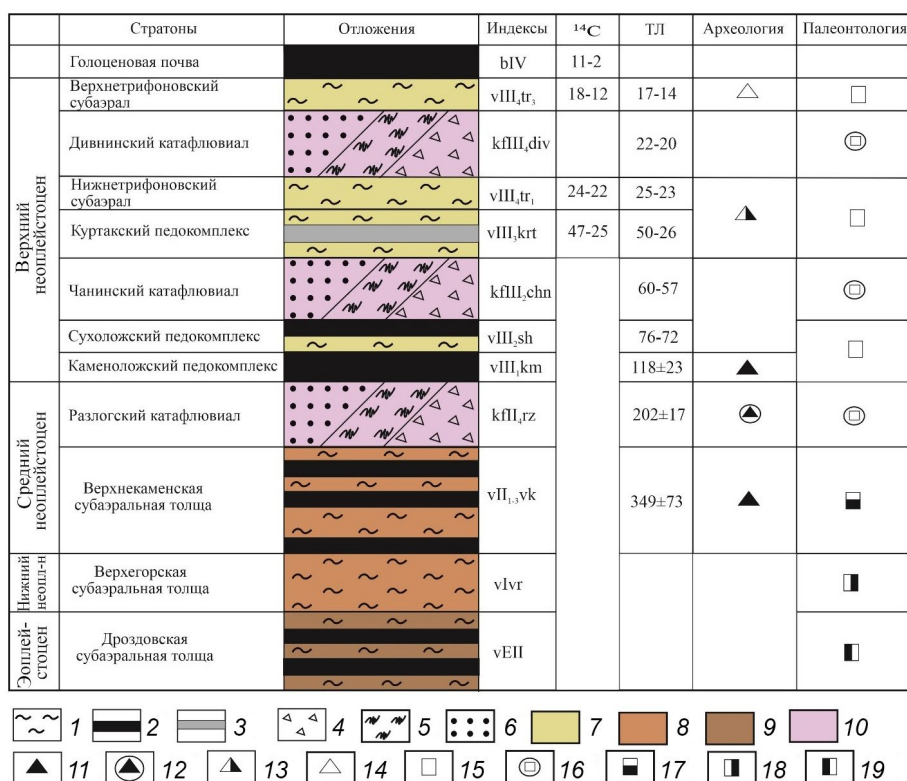 Стратоны Отложения Индексы ¹⁴C ТЛ Археология Палеонтология
Голоценовая почва bIV 11-2
Верхний
неоплейстоцен
Верхнетрифоновский
субаэрал vIII₄tr₃ 18-12 17-14
Дивнинский катафлювиал kfIII₄div 22-20
Нижнетрифоновский
субаэрал vIII₄tr₁ 24-22 25-23
Куртакский педокомплекс vIII₃krt 47-25 50-26
Чанинский катафлювиал kfIII₂chn 60-57
Сухоложский педокомплекс vIII₂sh 76-72
Каменоложский педокомплекс vIII₁km 118±23
Средний
неоплейстоцен
Разлогский катафлювиал kfII₄rz 202±17
Верхнекаменская
субаэральная толща vII₁₋₃vk 349±73
Нижний
неопл-н
Верхегорская
субаэральная толща vIvr
Эоплей-
стоцен
Дроздовская
субаэральная толща vEII
1 2 3 4 5 6 7 8 9 10
11 12 13 14 15 16 17 18 19